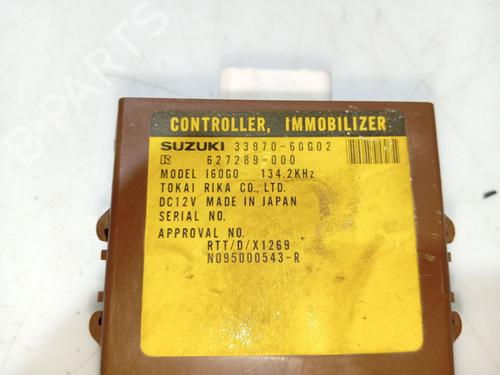 B-PARTS
CONTROLLER, IMMOBILIZER
SUZUKI 33970-60G02
R 627289-000
MODEL I60G0 134.2KHz
TOKAI RIKA CO., LTD.
DC12V MADE IN JAPAN
SERIAL NO.
APPROVAL NO.
RTT/D/X1269
N095000543-R